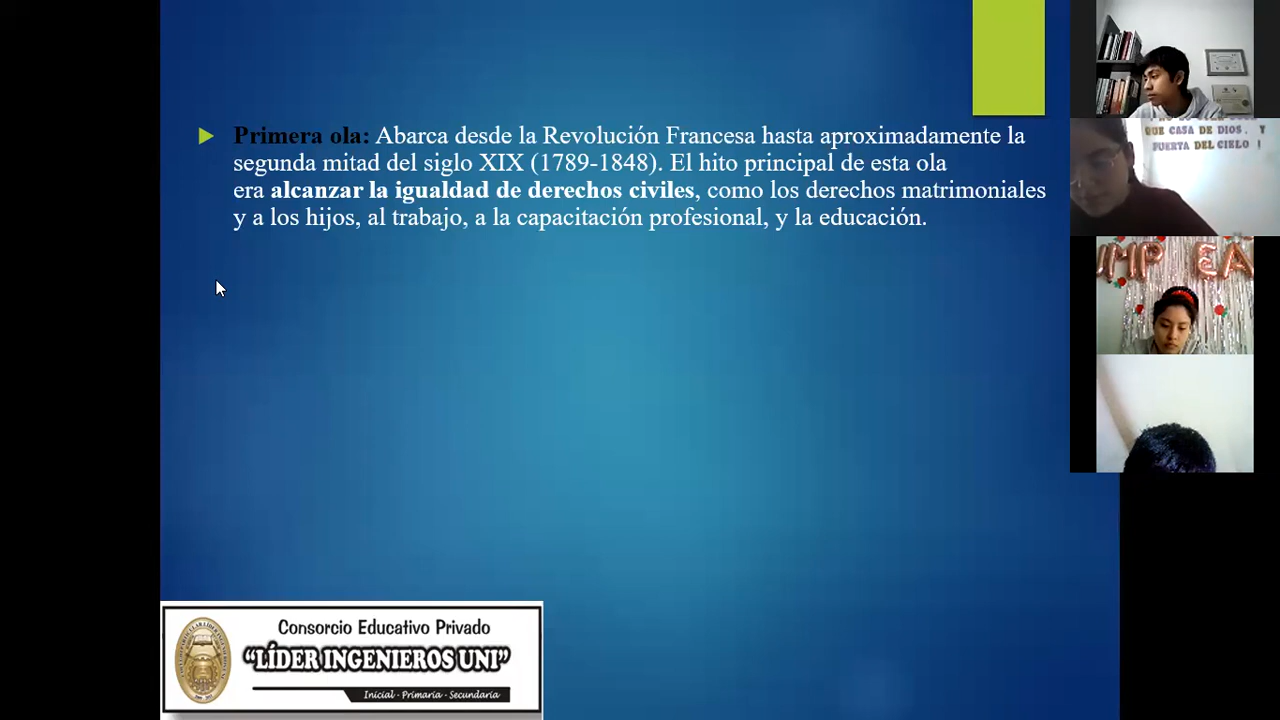 Primera ola: Abarca desde la Revolución Francesa hasta aproximadamente la
segunda mitad del siglo XIX (1789-1848). El hito principal de esta ola
era alcanzar la igualdad de derechos civiles, como los derechos matrimoniales
y a los hijos, al trabajo, a la capacitación profesional, y la educación.
QUE CASA DE DIOS. Y
PUERTA DEL CIELO !
Consorcio Educativo Privado
“LÍDER INGENIEROS UNI”
Inicial - Primaria - Secundaria